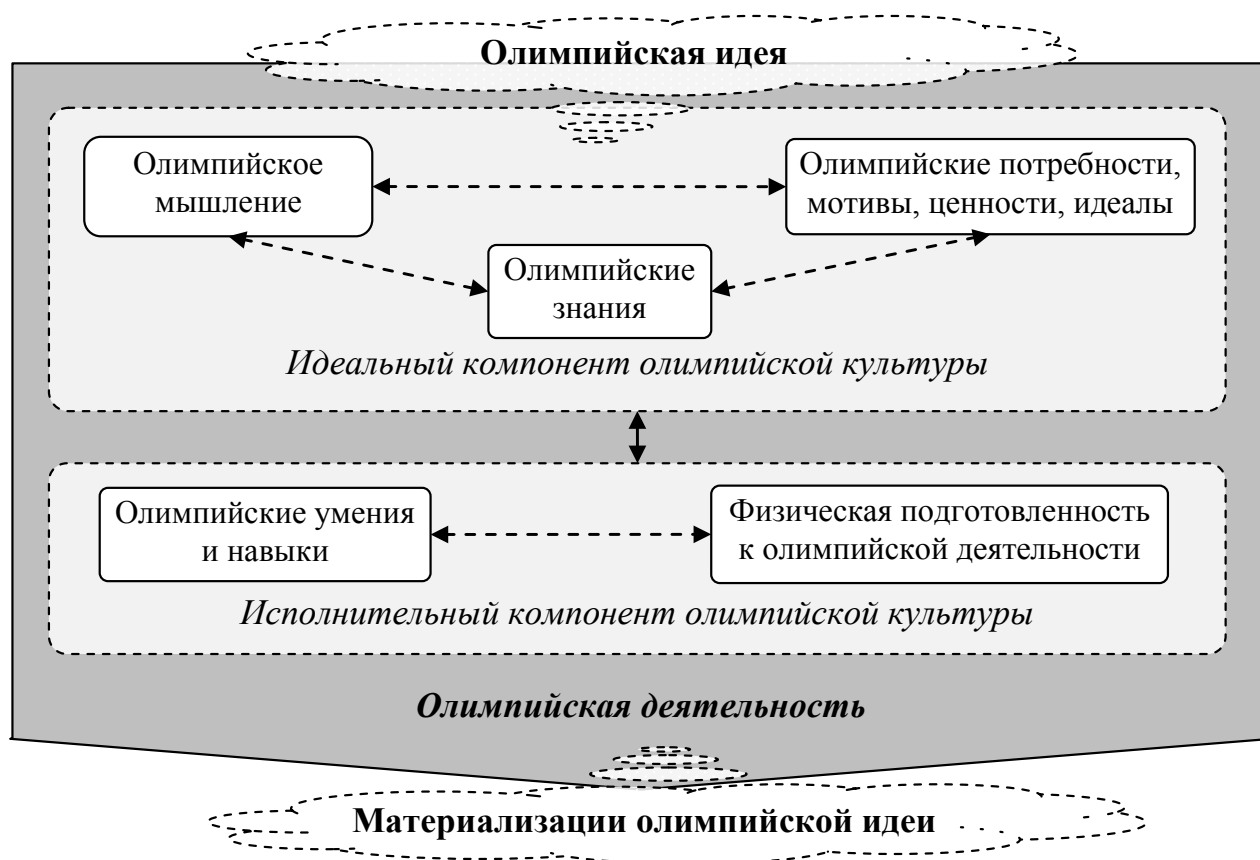 Олимпийская идея
Олимпийское
мышление
Олимпийские потребности,
мотивы, ценности, идеалы
Олимпийские
знания
Идеальный компонент олимпийской культуры
Олимпийские умения
и навыки
Физическая подготовленность
к олимпийской деятельности
Исполнительный компонент олимпийской культуры
Олимпийская деятельность
Материализации олимпийской идеи